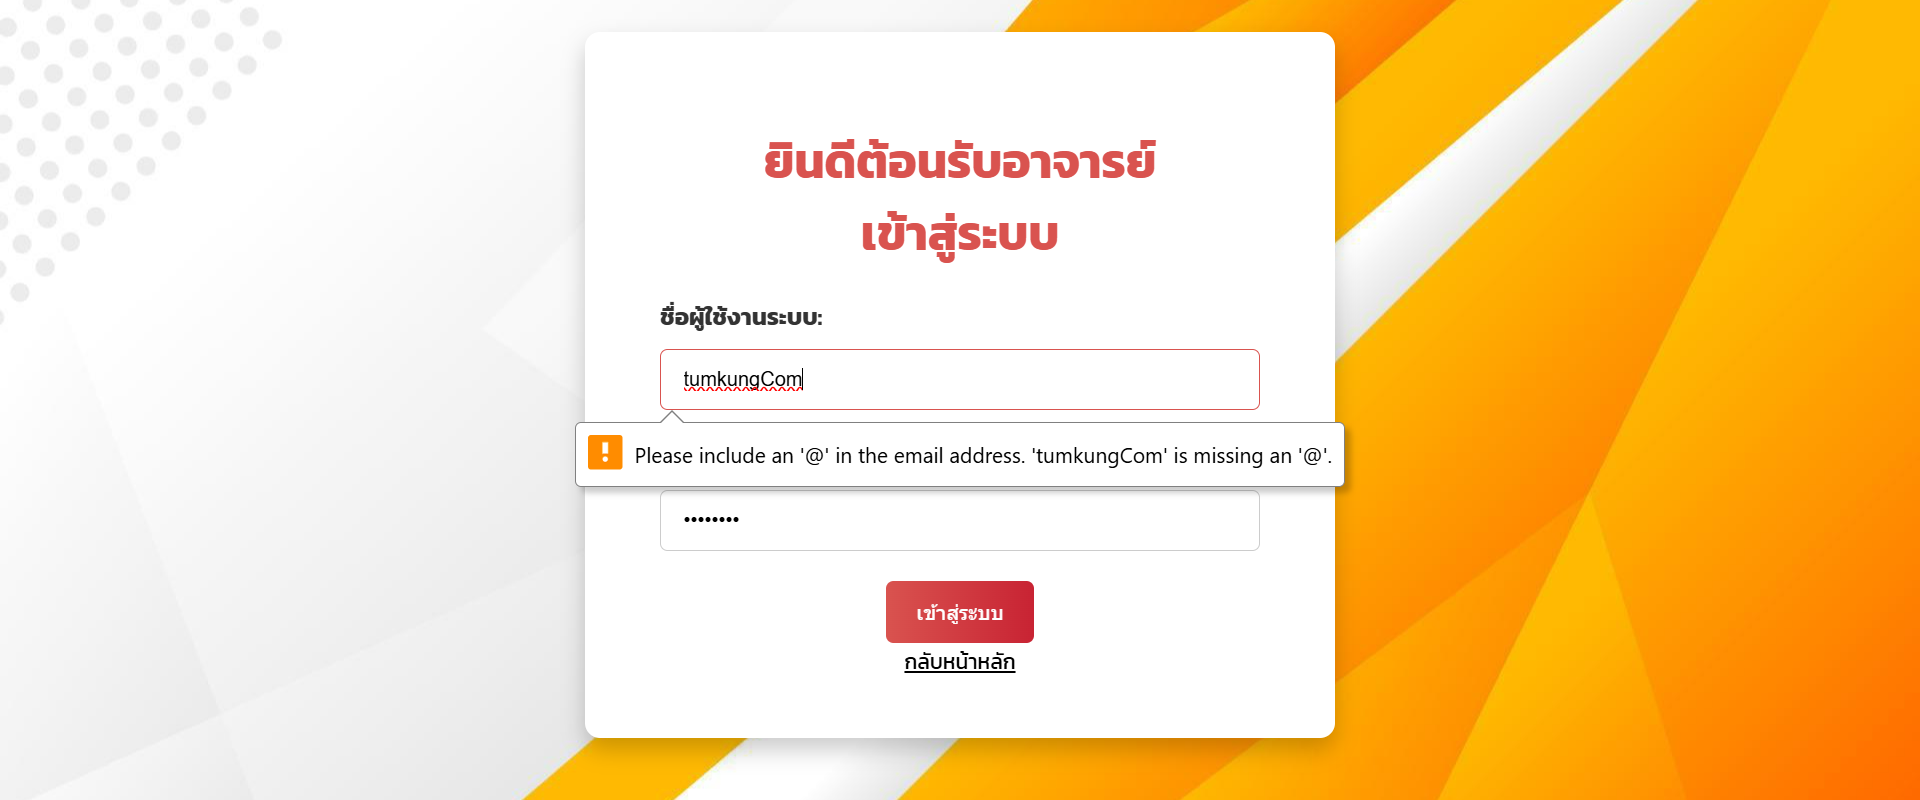 ยินดีต้อนรับอาจารย์
เข้าสู่ระบบ
ชื่อผู้ใช้งานระบบ:
tumkungCom
Please include an '@' in the email address. 'tumkungCom' is missing an '@'.
••••••••
เข้าสู่ระบบ
กลับหน้าหลัก